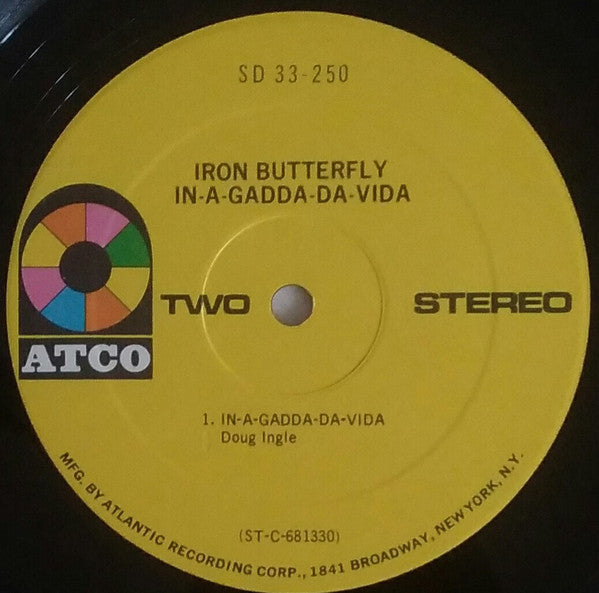 SD 33-250
IRON BUTTERFLY
IN-A-GADDA-DA-VIDA
ATCO
TWO
STEREO
1. IN-A-GADDA-DA-VIDA
Doug Ingle
(ST-C-681330)
MFG. BY ATLANTIC RECORDING CORP., 1841 BROADWAY, NEW YORK, N.Y.